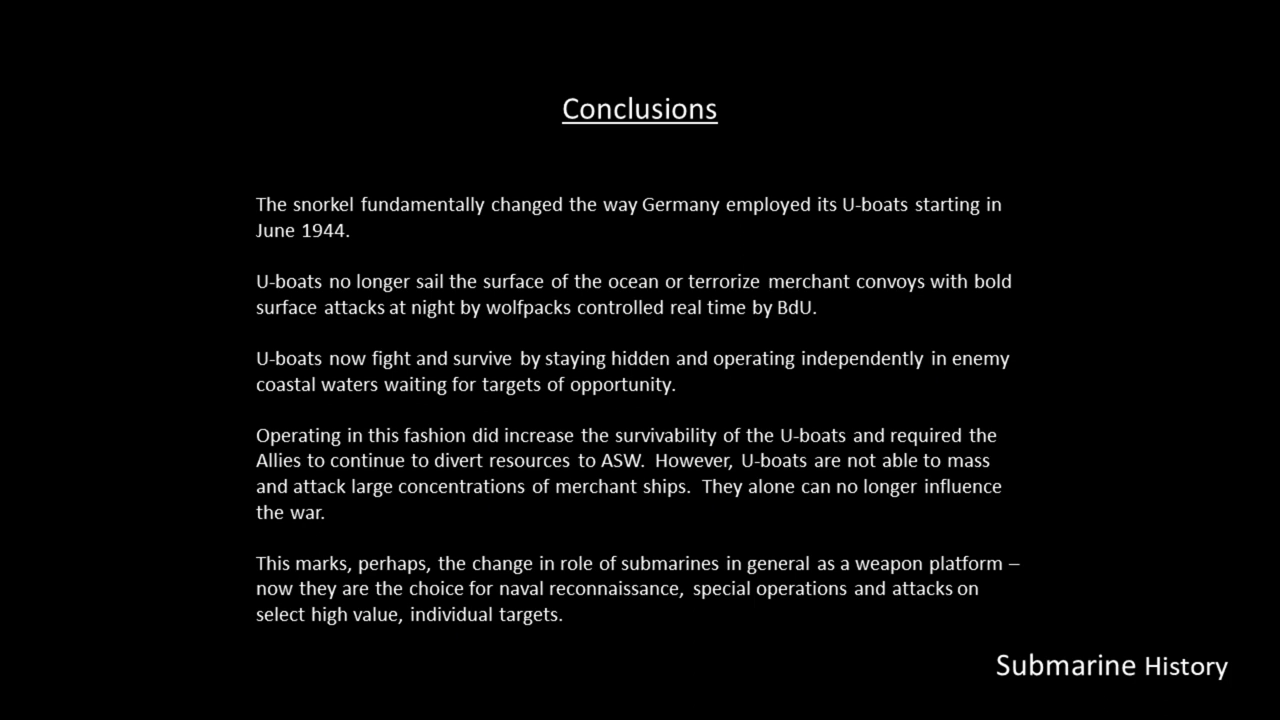 Conclusions
The snorkel fundamentally changed the way Germany employed its U-boats starting in
June 1944.
U-boats no longer sail the surface of the ocean or terrorize merchant convoys with bold
surface attacks at night by wolfpacks controlled real time by BdU.
U-boats now fight and survive by staying hidden and operating independently in enemy
coastal waters waiting for targets of opportunity.
Operating in this fashion did increase the survivability of the U-boats and required the
Allies to continue to divert resources to ASW. However, U-boats are not able to mass
and attack large concentrations of merchant ships. They alone can no longer influence
the war.
This marks, perhaps, the change in role of submarines in general as a weapon platform –
now they are the choice for naval reconnaissance, special operations and attacks on
select high value, individual targets.
Submarine History